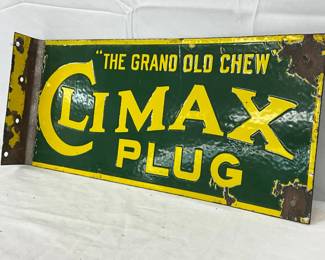 "THE GRAND OLD CHEW
CLIMAX
PLUG